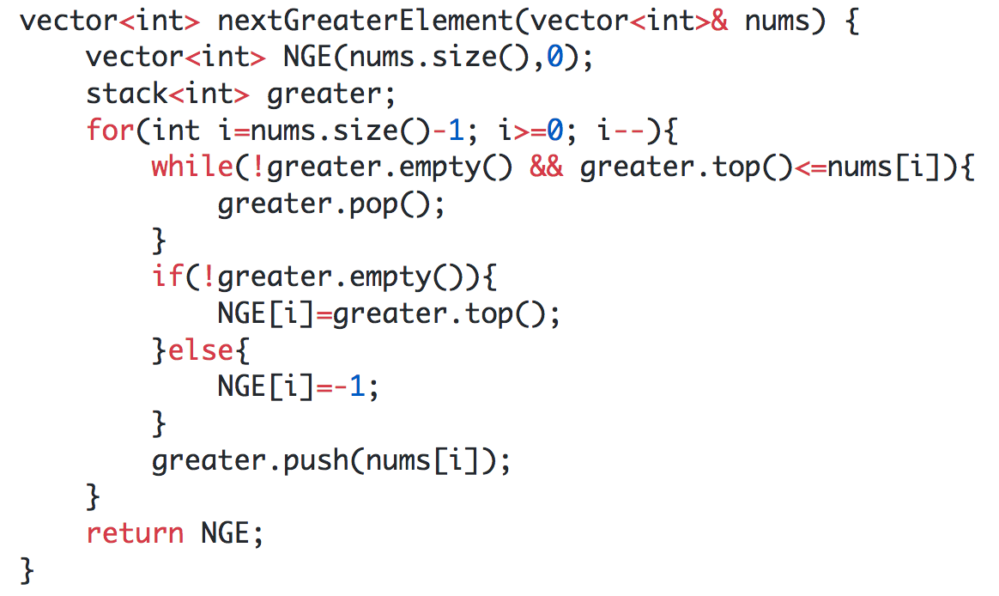 vector<int> nextGreaterElement(vector<int>& nums) {
    vector<int> NGE(nums.size(),0);
    stack<int> greater;
    for(int i=nums.size()-1; i>=0; i--){
        while(!greater.empty() && greater.top()<=nums[i]){
            greater.pop();
        }
        if(!greater.empty()){
            NGE[i]=greater.top();
        }else{
            NGE[i]=-1;
        }
        greater.push(nums[i]);
    }
    return NGE;
}